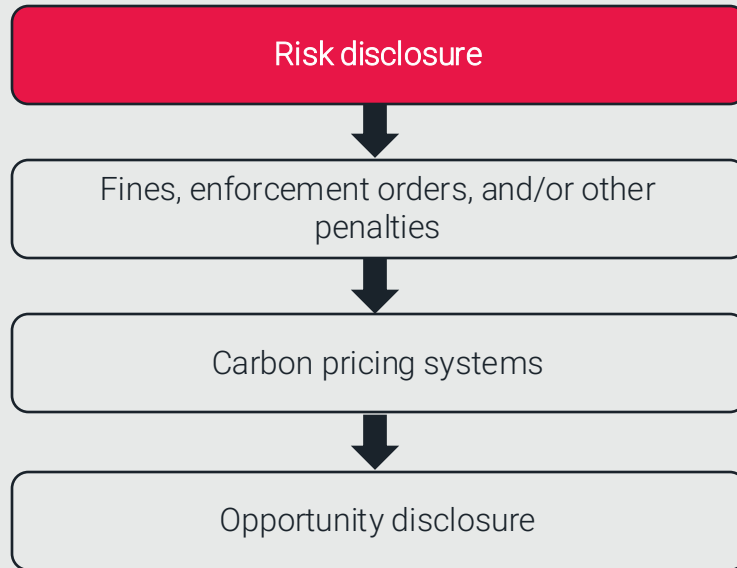 Risk disclosure
Fines, enforcement orders, and/or other
penalties
Carbon pricing systems
Opportunity disclosure